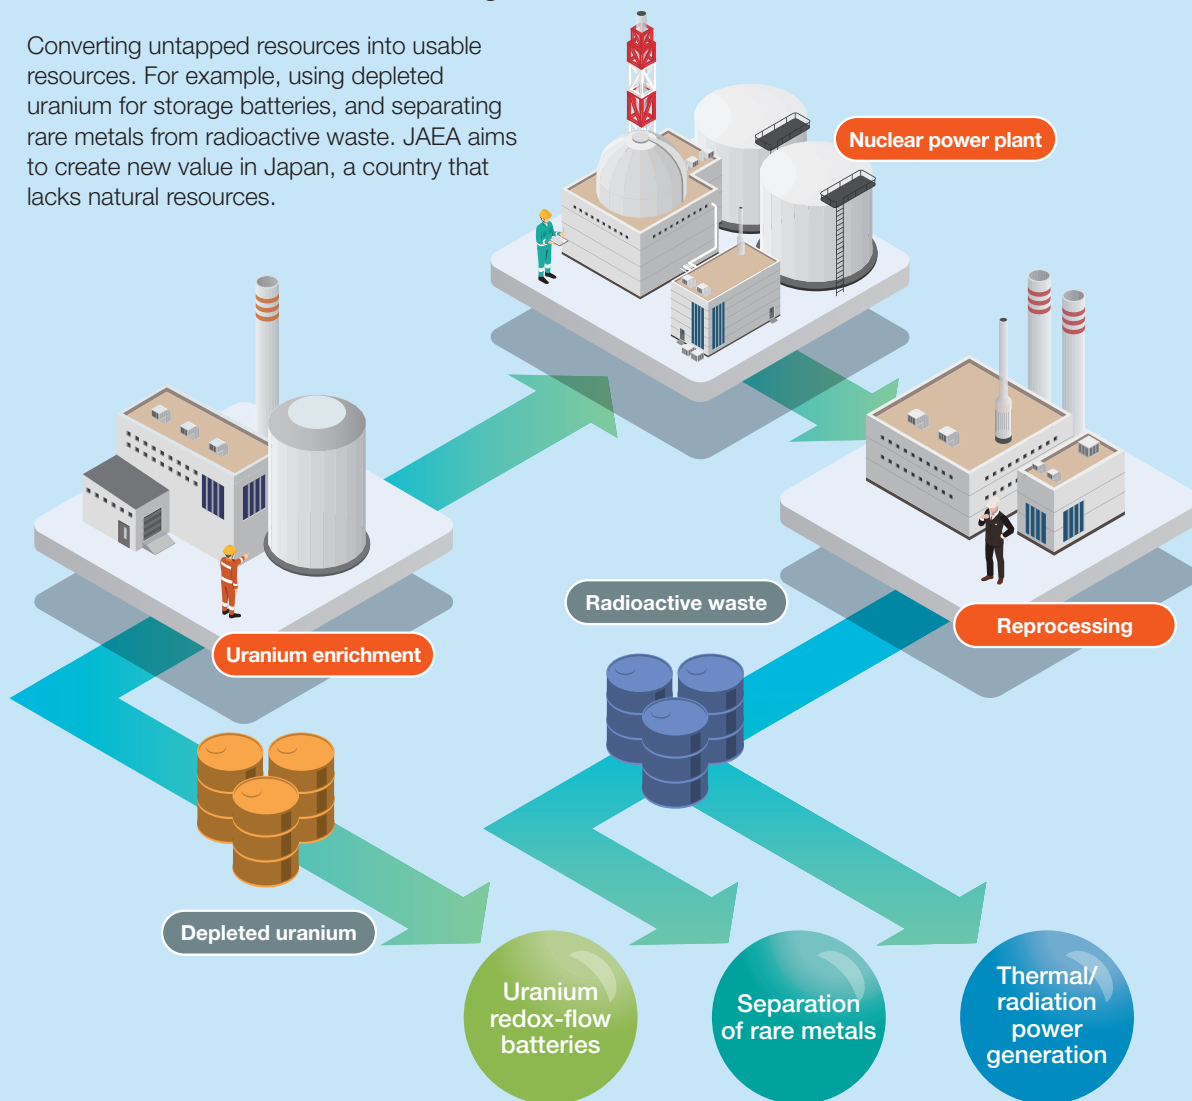 Converting untapped resources into usable
resources. For example, using depleted
uranium for storage batteries, and separating
rare metals from radioactive waste. JAEA aims
to create new value in Japan, a country that
lacks natural resources.
Nuclear power plant
Radioactive waste
Reprocessing
Uranium enrichment
Depleted uranium
Uranium
redox-flow
batteries
Separation
of rare metals
Thermal/
radiation
power
generation